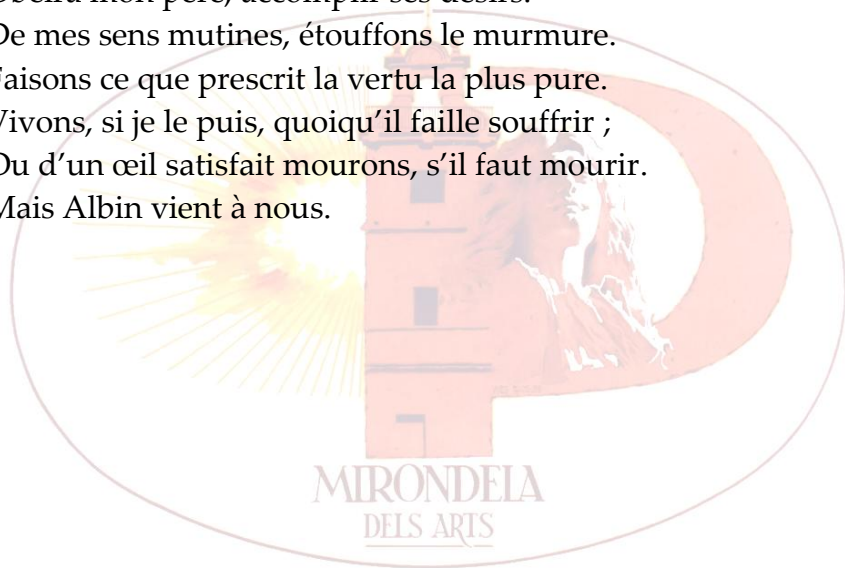 mon père, accomplir ses désirs.
De mes sens mutines, étouffons le murmure.
Faisons ce que prescrit la vertu la plus pure.
Vivons, si je le puis, quoiqu’il faille souffrir ;
Ou d’un œil satisfait mourons, s’il faut mourir.
Mais Albin vient à nous.
MIRONDELA
DELS ARTS